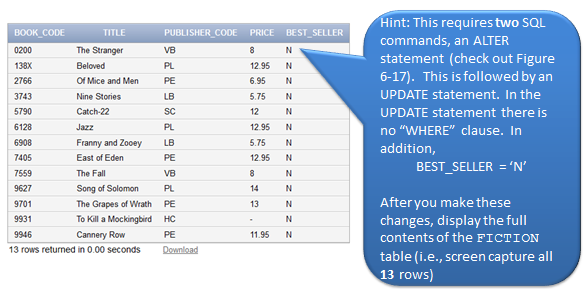 BOOK_CODE TITLE PUBLISHER_CODE PRICE BEST_SELLER
0200 The Stranger VB 8 N
138X Beloved PL 12.95 N
2766 Of Mice and Men PE 6.95 N
3743 Nine Stories LB 5.75 N
5790 Catch-22 SC 12 N
6128 Jazz PL 12.95 N
6908 Franny and Zooey LB 5.75 N
7405 East of Eden PE 12.95 N
7559 The Fall VB 8 N
9627 Song of Solomon PL 14 N
9701 The Grapes of Wrath PE 13 N
9931 To Kill a Mockingbird HC - N
9946 Cannery Row PE 11.95 N
13 rows returned in 0.00 seconds Download
Hint: This requires two SQL
commands, an ALTER
statement (check out Figure
6-17). This is followed by an
UPDATE statement. In the
UPDATE statement there is
no “WHERE” clause. In
addition,
BEST_SELLER = ‘N’
After you make these
changes, display the full
contents of the FICTION
table (i.e., screen capture all
13 rows)